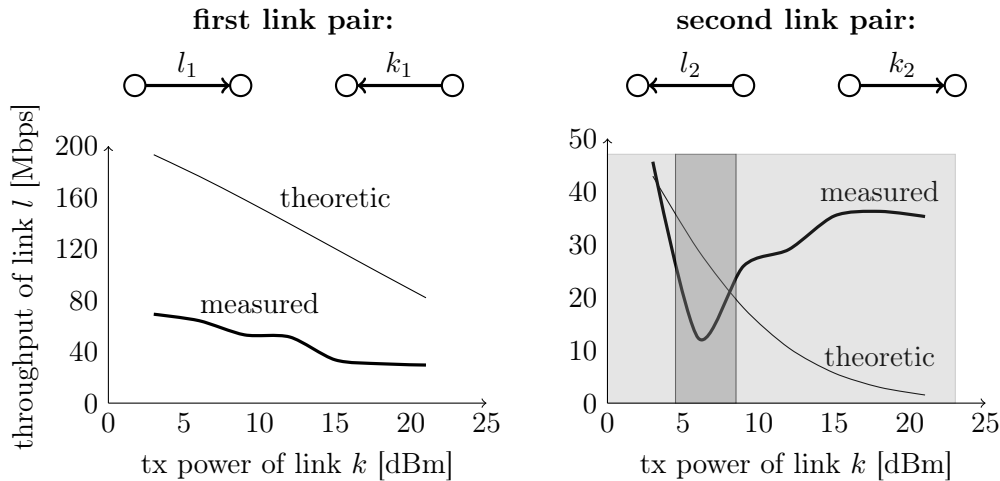 first link pair:
l₁
k₁
throughput of link l [Mbps]
200
160
120
80
40
0
theoretic
measured
0 5 10 15 20 25
tx power of link k [dBm]
second link pair:
l₂
k₂
50
40
30
20
10
0
measured
theoretic
0 5 10 15 20 25
tx power of link k [dBm]